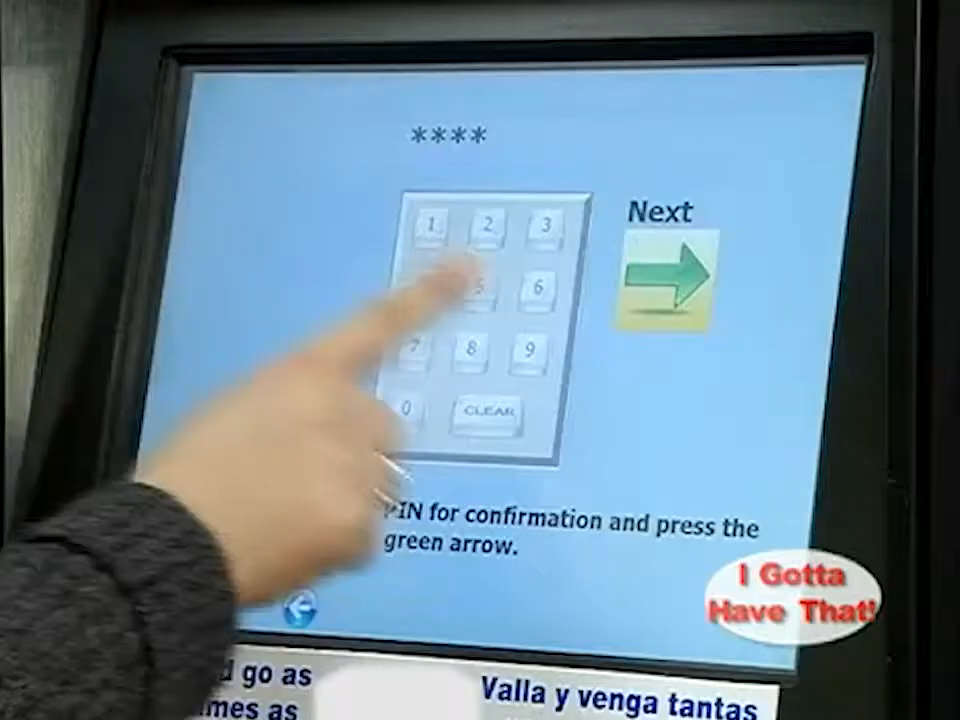 ****
1 2 3
5 6
7 8 9
0 CLEAR
Next
PIN for confirmation and press the
green arrow.
I Gotta
Have That!
go as Valla y venga tantas
as